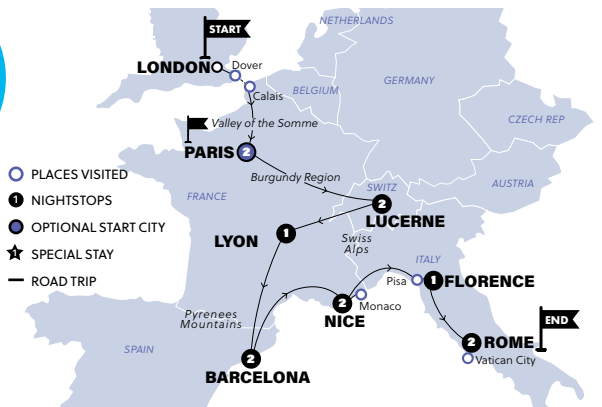 NETHERLANDS
START
LONDON
Dover
Calais
BELGIUM
GERMANY
CZECH REP
Valley of the Somme
PARIS
2
Burgundy Region
PLACES VISITED
1 NIGHTSTOPS
OPTIONAL START CITY
1 SPECIAL STAY
ROAD TRIP
FRANCE
SWITZ
AUSTRIA
2
LUCERNE
LYON
1
Swiss
Alps
ITALY
Pisa
1
FLORENCE
Monaco
2
NICE
Pyrenees
Mountains
END
2
ROME
Vatican City
SPAIN
2
BARCELONA